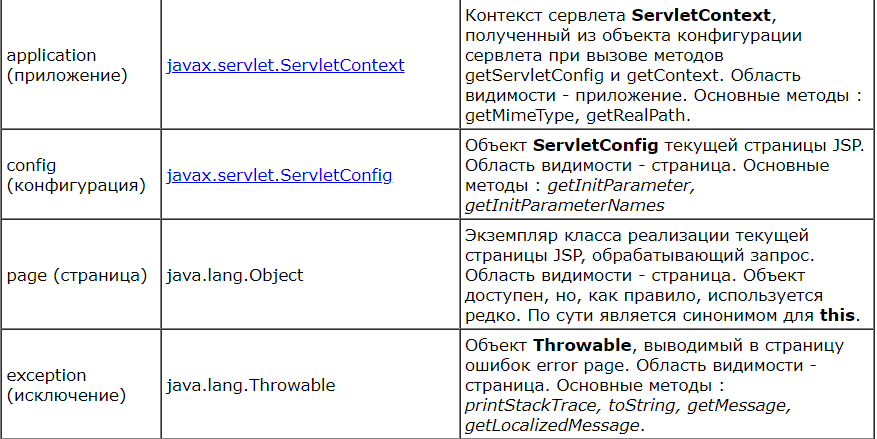 application
(приложение)
javax.servlet.ServletContext
Контекст сервлета ServletContext,
полученный из объекта конфигурации
сервлета при вызове методов
getServletConfig и getContext. Область
видимости - приложение. Основные методы :
getMimeType, getRealPath.
config
(конфигурация)
javax.servlet.ServletConfig
Объект ServletConfig текущей страницы JSP.
Область видимости - страница. Основные
методы : getInitParameter,
getInitParameterNames
page (страница)
java.lang.Object
Экземпляр класса реализации текущей
страницы JSP, обрабатывающий запрос.
Область видимости - страница. Объект
доступен, но, как правило, используется
редко. По сути является синонимом для this.
exception
(исключение)
java.lang.Throwable
Объект Throwable, выводимый в страницу
ошибок error page. Область видимости -
страница. Основные методы :
printStackTrace, toString, getMessage,
getLocalizedMessage.